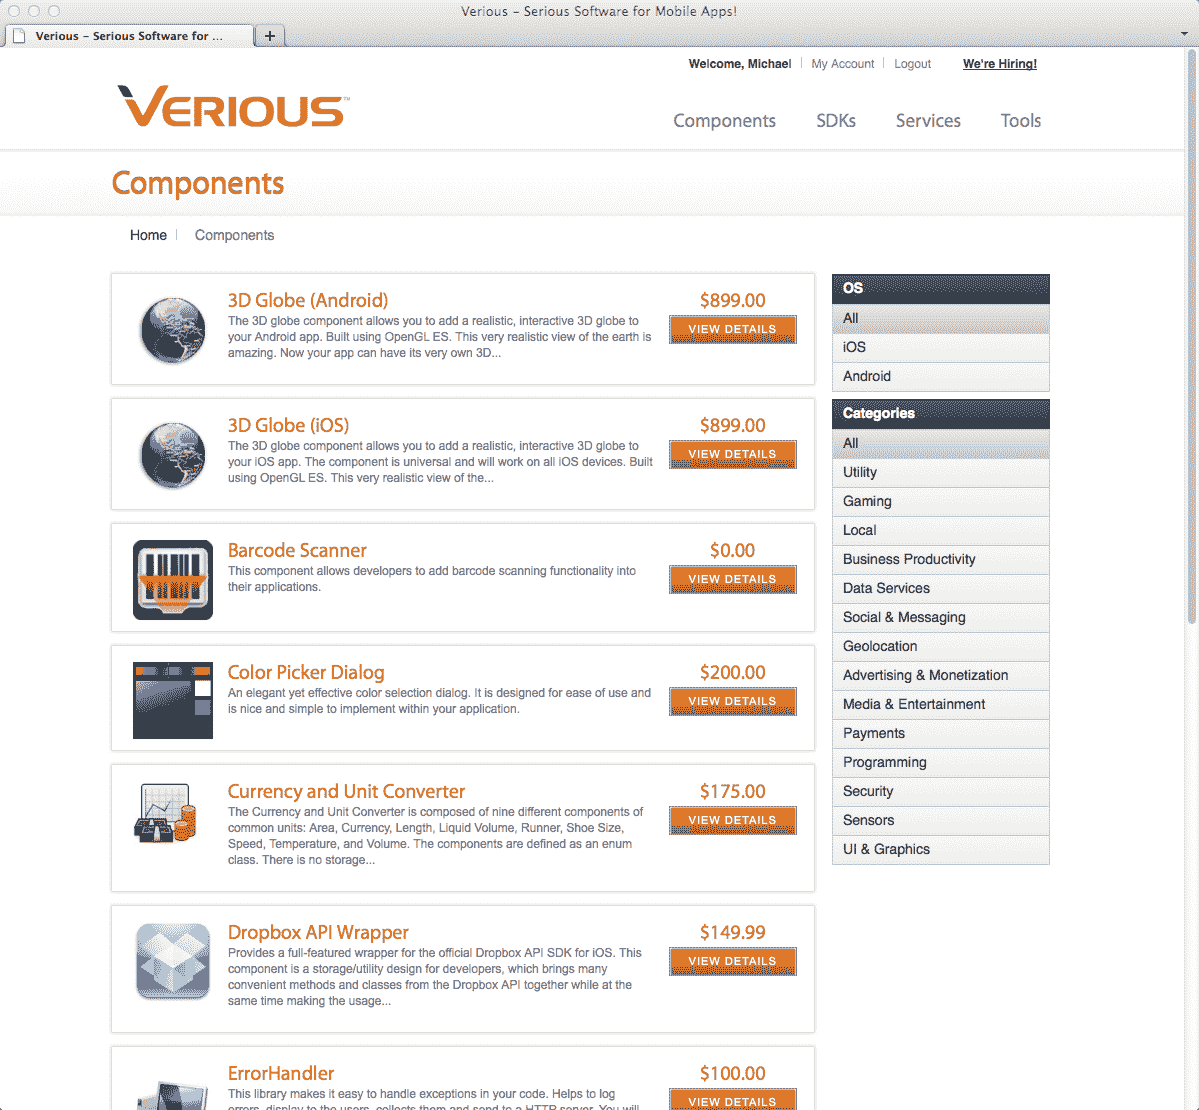 Verious – Serious Software for Mobile Apps!
Verious – Serious Software for ...
+
Welcome, Michael
My Account
Logout
We're Hiring!
VERIOUS™
Components
SDKs
Services
Tools
Components
Home
Components
3D Globe (Android)
The 3D globe component allows you to add a realistic, interactive 3D globe to
your Android app. Built using OpenGL ES. This very realistic view of the earth is
amazing. Now your app can have its very own 3D...
$899.00
VIEW DETAILS
3D Globe (iOS)
The 3D globe component allows you to add a realistic, interactive 3D globe to
your iOS app. The component is universal and will work on all iOS devices. Built
using OpenGL ES. This very realistic view of the...
$899.00
VIEW DETAILS
Barcode Scanner
This component allows developers to add barcode scanning functionality into
their applications.
$0.00
VIEW DETAILS
Color Picker Dialog
An elegant yet effective color selection dialog. It is designed for ease of use and
is nice and simple to implement within your application.
$200.00
VIEW DETAILS
Currency and Unit Converter
The Currency and Unit Converter is composed of nine different components of
common units: Area, Currency, Length, Liquid Volume, Runner, Shoe Size,
Speed, Temperature, and Volume. The components are defined as an enum
class. There is no storage...
$175.00
VIEW DETAILS
Dropbox API Wrapper
Provides a full-featured wrapper for the official Dropbox API SDK for iOS. This
component is a storage/utility design for developers, which brings many
convenient methods and classes from the Dropbox API together while at the
same time making the usage...
$149.99
VIEW DETAILS
ErrorHandler
This library makes it easy to handle exceptions in your code. Helps to log
errors, display to the users, collects them and send to a HTTP server. You will
$100.00
VIEW DETAILS
OS
All
iOS
Android
Categories
All
Utility
Gaming
Local
Business Productivity
Data Services
Social & Messaging
Geolocation
Advertising & Monetization
Media & Entertainment
Payments
Programming
Security
Sensors
UI & Graphics